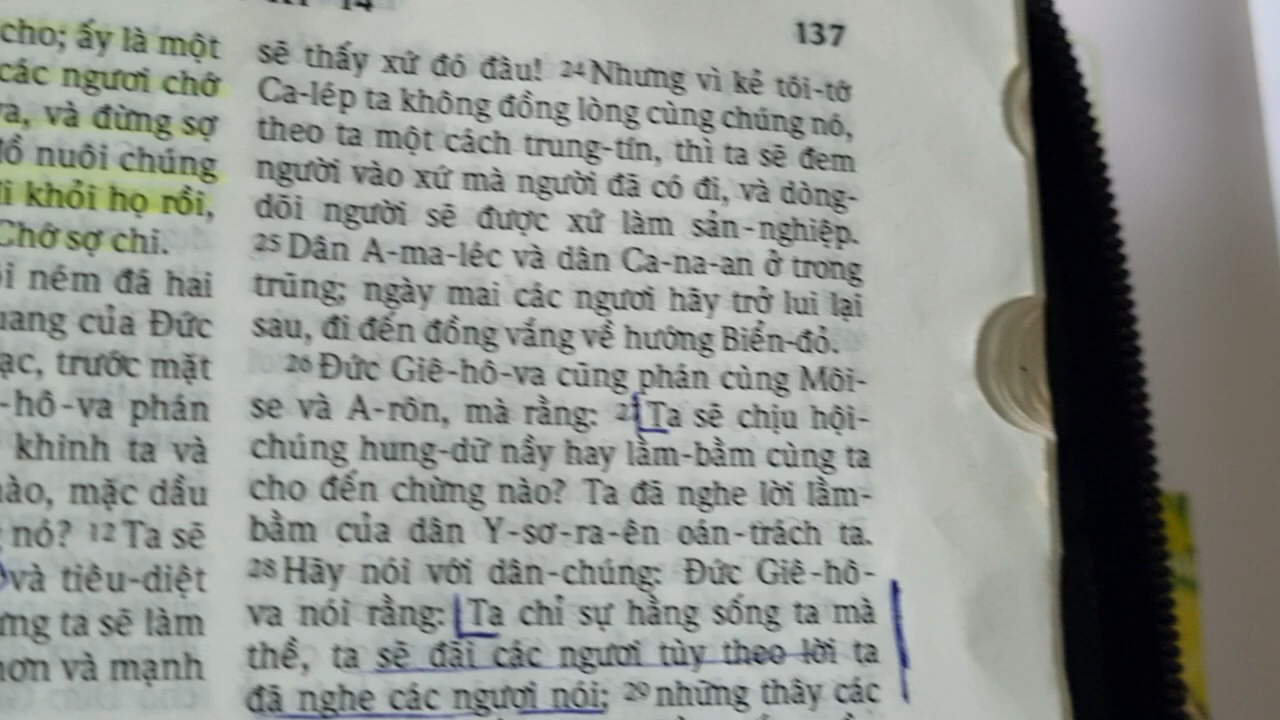 14
137
cho; ấy là một
các ngươi chớ
và đừng sợ
nuôi chúng
khỏi họ rồi,
Chớ sợ chi.
ném đá hai
của Đức
trước mặt
-hô-va phán
khinh ta và
mặc dầu
nó? 12 Ta sẽ
và tiêu-diệt
ta sẽ làm
và mạnh
sẽ thấy xứ đó đâu! 24 Nhưng vì kẻ tôi-tớ
Ca-lép ta không đồng lòng cùng chúng nó,
theo ta một cách trung-tín, thì ta sẽ đem
người vào xứ mà người đã có đi, và dòng-
dõi người sẽ được xứ làm sản-nghiệp.
25 Dân A-ma-léc và dân Ca-na-an ở trong
trũng; ngày mai các ngươi hãy trở lui lại
sau, đi đến đồng vắng về hướng Biển-đỏ.
26 Đức Giê-hô-va cũng phán cùng Môi-
se và A-rôn, mà rằng: 27 Ta sẽ chịu hội-
chúng hung-dữ nầy hay lằm-bằm cùng ta
cho đến chừng nào? Ta đã nghe lời lằm-
bằm của dân Y-sơ-ra-ên oán-trách ta.
28 Hãy nói với dân-chúng: Đức Giê-hô-
va nói rằng: Ta chỉ sự hằng sống ta mà
thề, ta sẽ đãi các ngươi tùy theo lời ta
đã nghe các ngươi nói; 29 những thây các